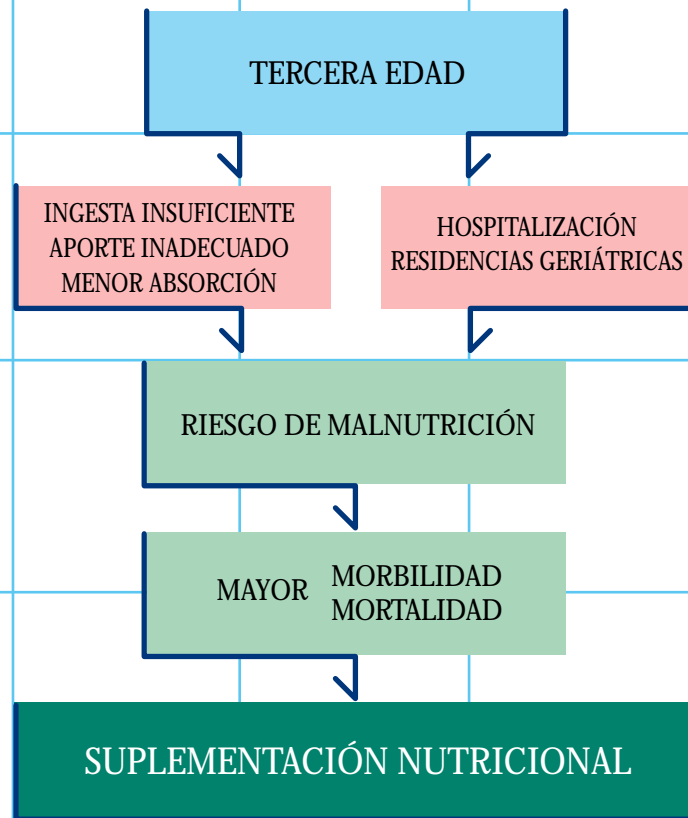 TERCERA EDAD
INGESTA INSUFICIENTE
APORTE INADECUADO
MENOR ABSORCIÓN
HOSPITALIZACIÓN
RESIDENCIAS GERIÁTRICAS
RIESGO DE MALNUTRICIÓN
MAYOR
MORBILIDAD
MORTALIDAD
SUPLEMENTACIÓN NUTRICIONAL